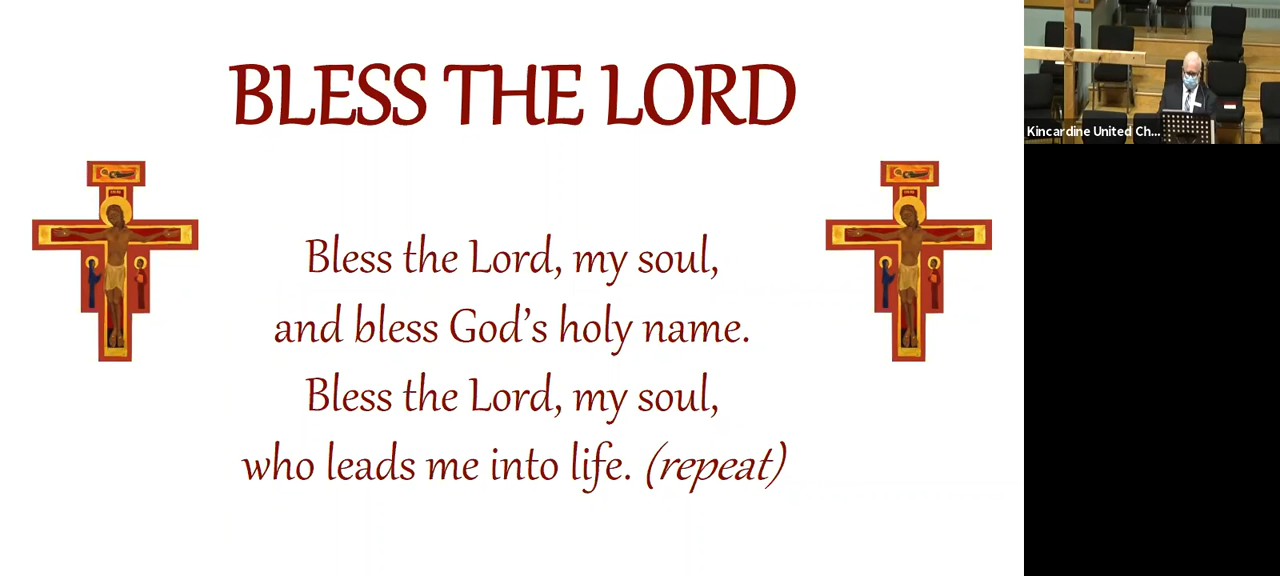 BLESS THE LORD
Bless the Lord, my soul,
and bless God's holy name.
Bless the Lord, my soul,
who leads me into life. (repeat)
Kincardine United Ch...